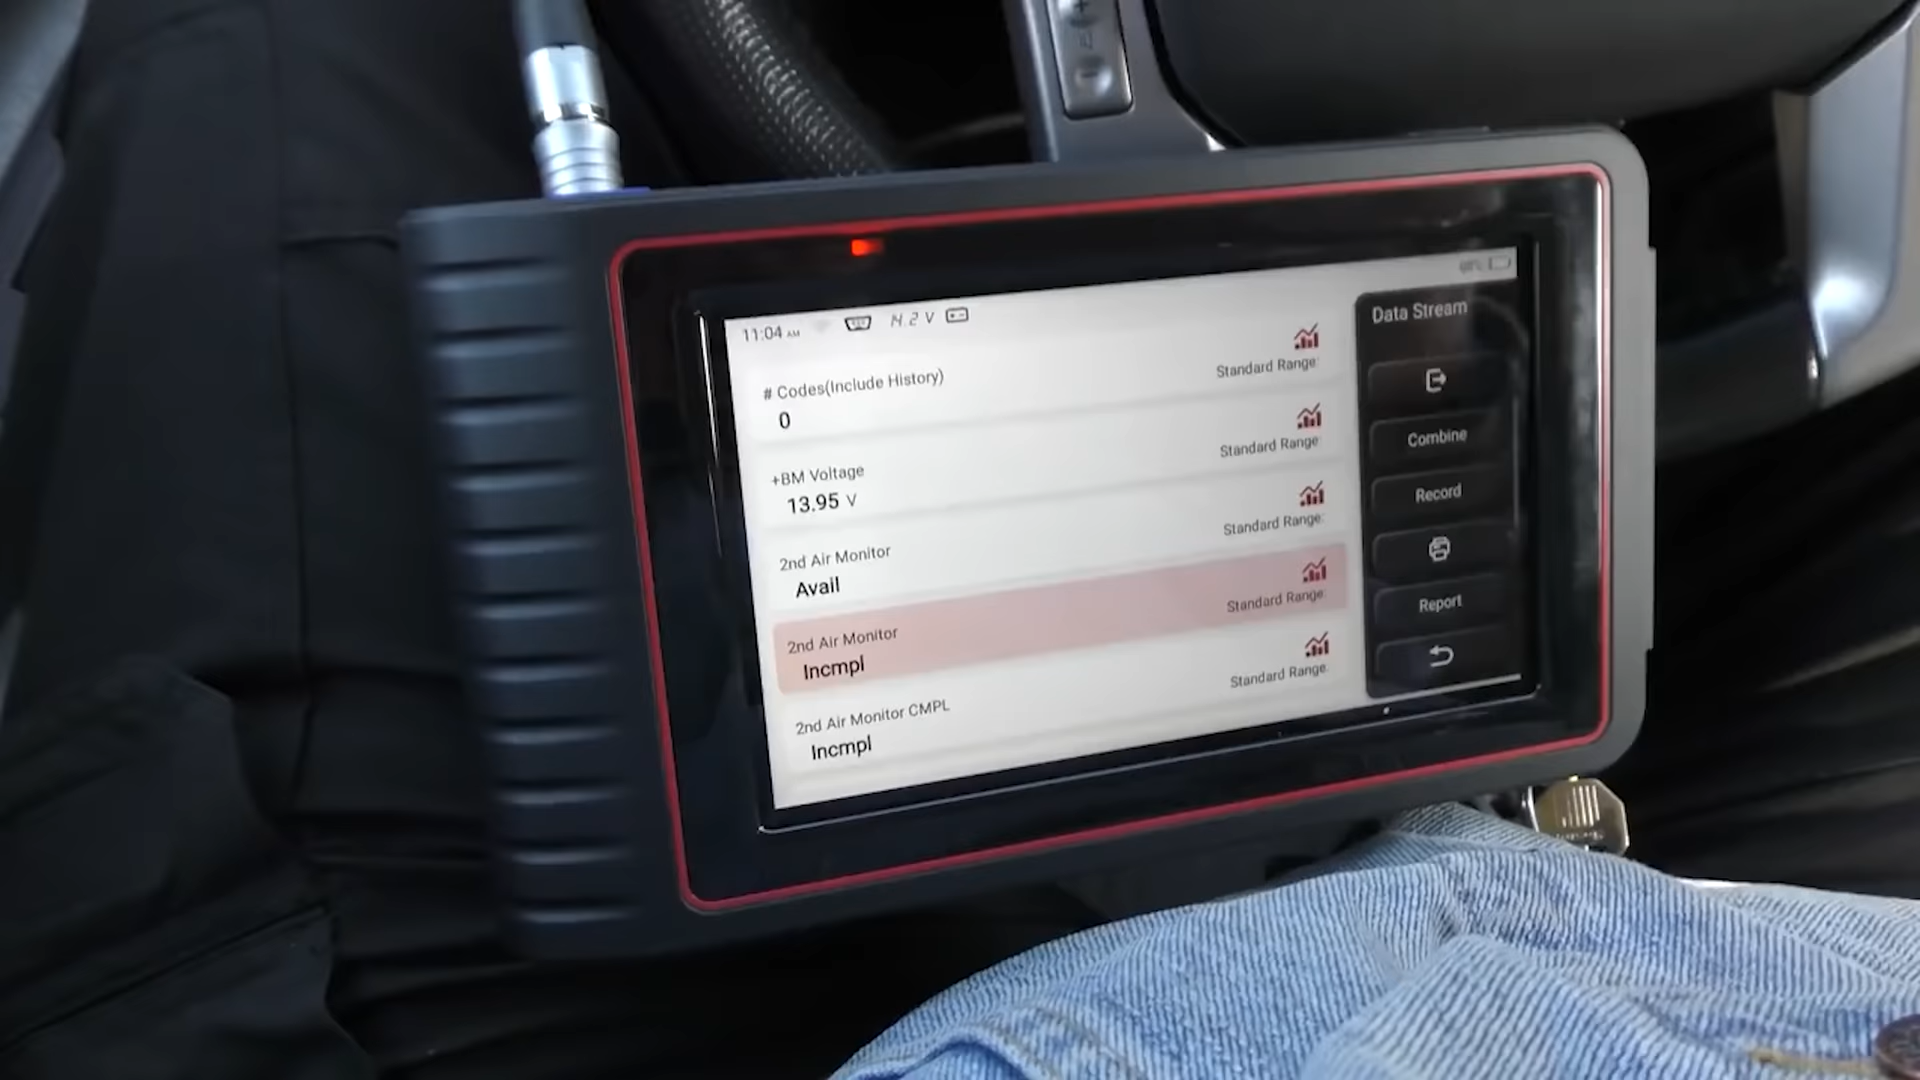 11:04 AM 14.2 V
Data Stream
# Codes(Include History)
0
Standard Range:
+BM Voltage
13.95 V
Standard Range:
2nd Air Monitor
Avail
Standard Range:
2nd Air Monitor
Incmpl
Standard Range:
2nd Air Monitor CMPL
Incmpl
Standard Range:
Combine
Record
Report